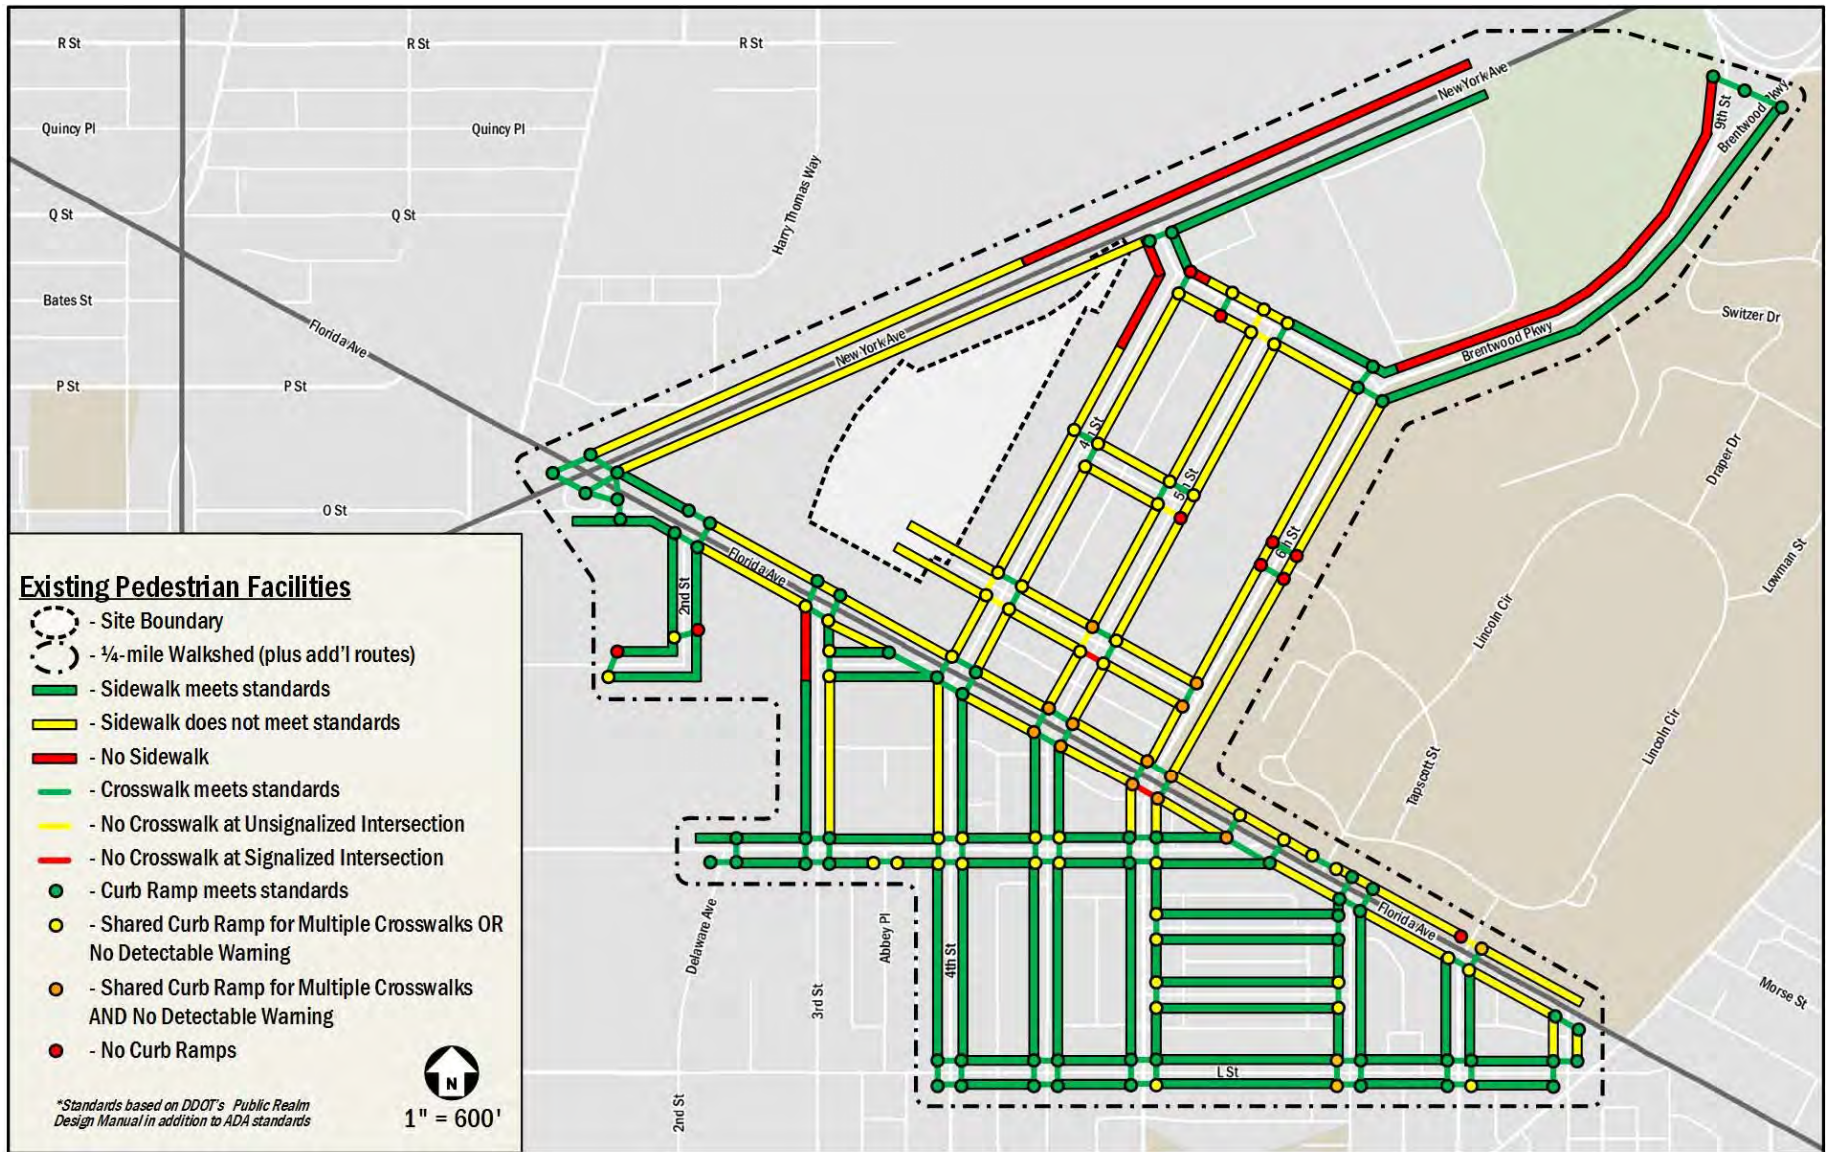 R St
R St
R St
New York Ave
9th St
Brentwood Pkwy
Quincy Pl
Quincy Pl
Harry Thomas Way
Q St
Q St
Bates St
Florida Ave
Switzer Dr
New York Ave
Brentwood Pkwy
P St
P St
4th St
Draper Dr
5th St
O St
6th St
Lowman St
Florida Ave
2nd St
Lincoln Cir
Lincoln Cir
Tapscott St
Existing Pedestrian Facilities
- Site Boundary
- ¼-mile Walkshed (plus add'l routes)
- Sidewalk meets standards
- Sidewalk does not meet standards
- No Sidewalk
- Crosswalk meets standards
- No Crosswalk at Unsignalized Intersection
- No Crosswalk at Signalized Intersection
- Curb Ramp meets standards
- Shared Curb Ramp for Multiple Crosswalks OR
No Detectable Warning
- Shared Curb Ramp for Multiple Crosswalks
AND No Detectable Warning
- No Curb Ramps
*Standards based on DDOT's Public Realm
Design Manual in addition to ADA standards
N
1" = 600'
Delaware Ave
Abbey Pl
4th St
Florida Ave
3rd St
Morse St
L St
2nd St